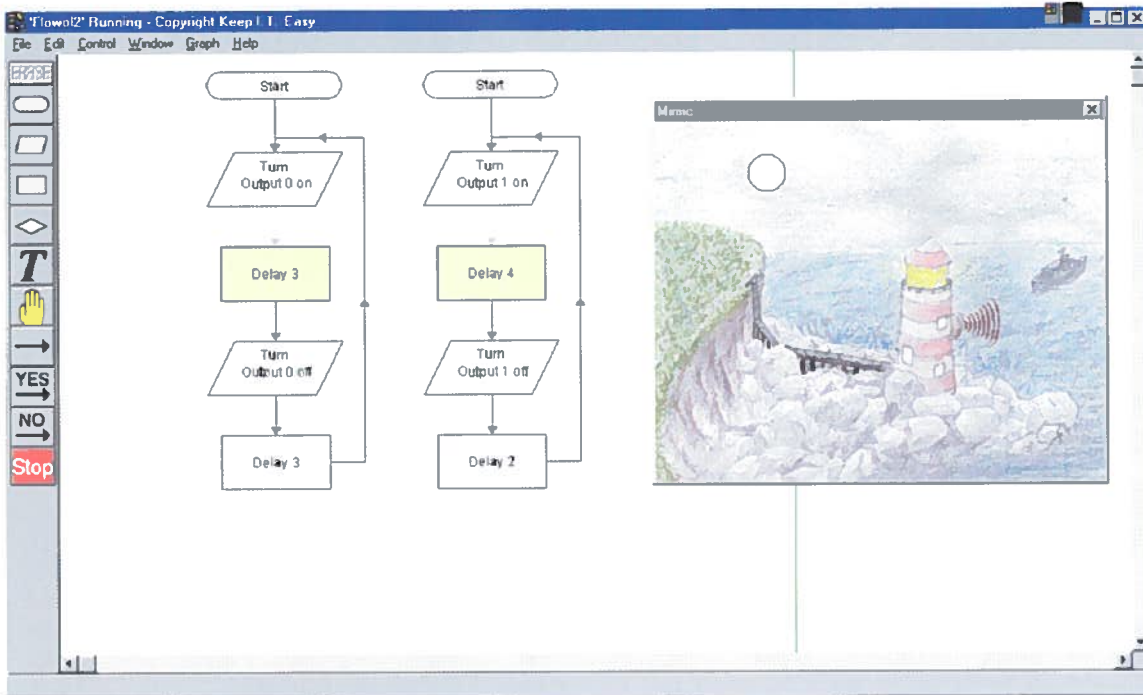 'Flowol2' Running - Copyright Keep I.T. Easy
File Edit Control Window Graph Help
ERASE
T
YES
NO
Stop
Start
Turn
Output 0 on
Delay 3
Turn
Output 0 off
Delay 3
Start
Turn
Output 1 on
Delay 4
Turn
Output 1 off
Delay 2
Mimic